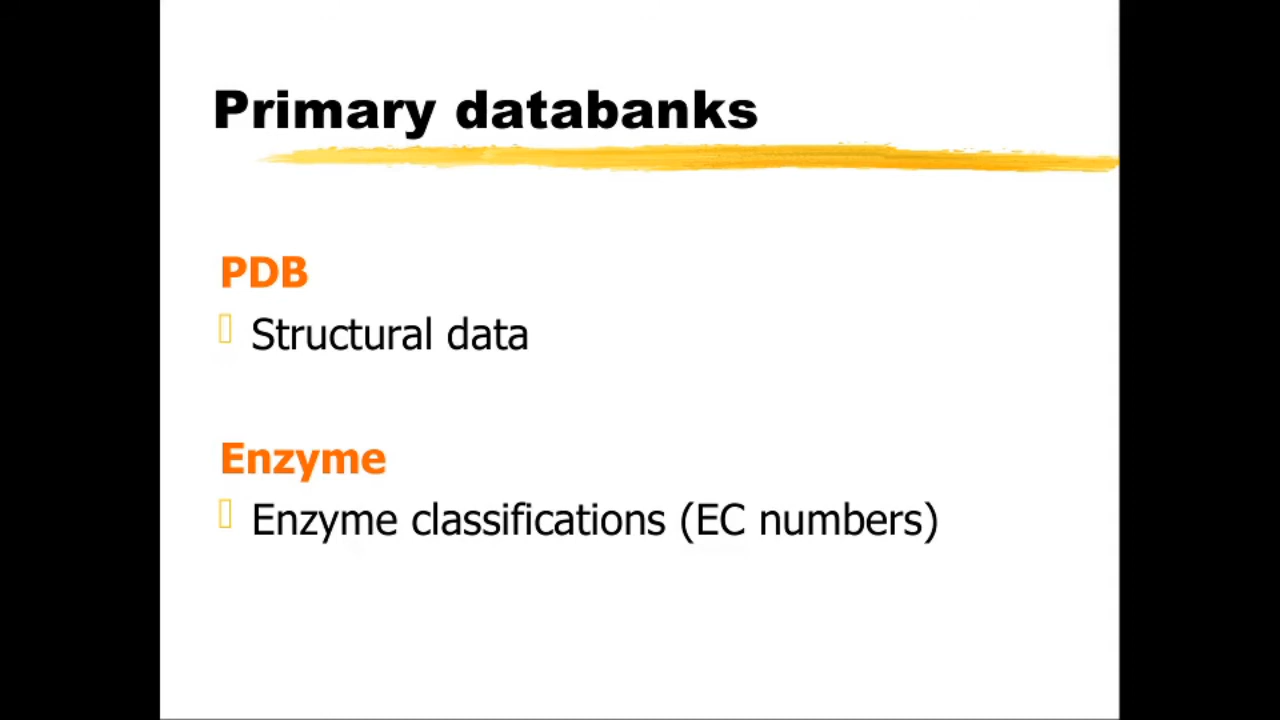 Primary databanks
PDB
Structural data
Enzyme
Enzyme classifications (EC numbers)